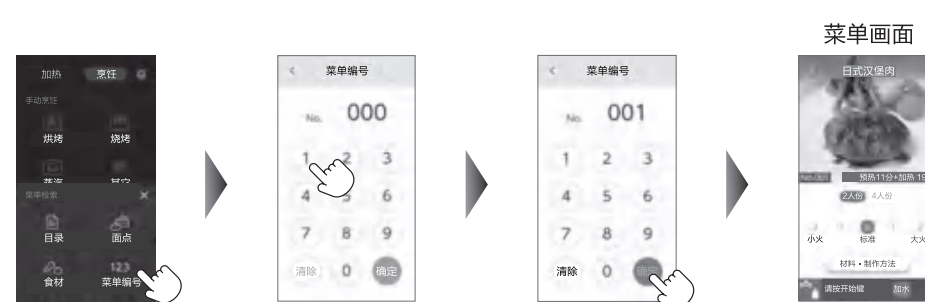 菜单画面
加热 烹饪
手动烹饪
烘烤 烧烤
蒸汽 其它
菜单检索 ×
目录 面点
123
食材 菜单编号
< 菜单编号
No. 000
1 2 3
4 5 6
7 8 9
清除 0 确定
< 菜单编号
No. 001
1 2 3
4 5 6
7 8 9
清除 0 确定
日式汉堡肉
预热11分+加热 19
2人份 4人份
小火 标准 大火
材料・制作方法
请按开始键 加水